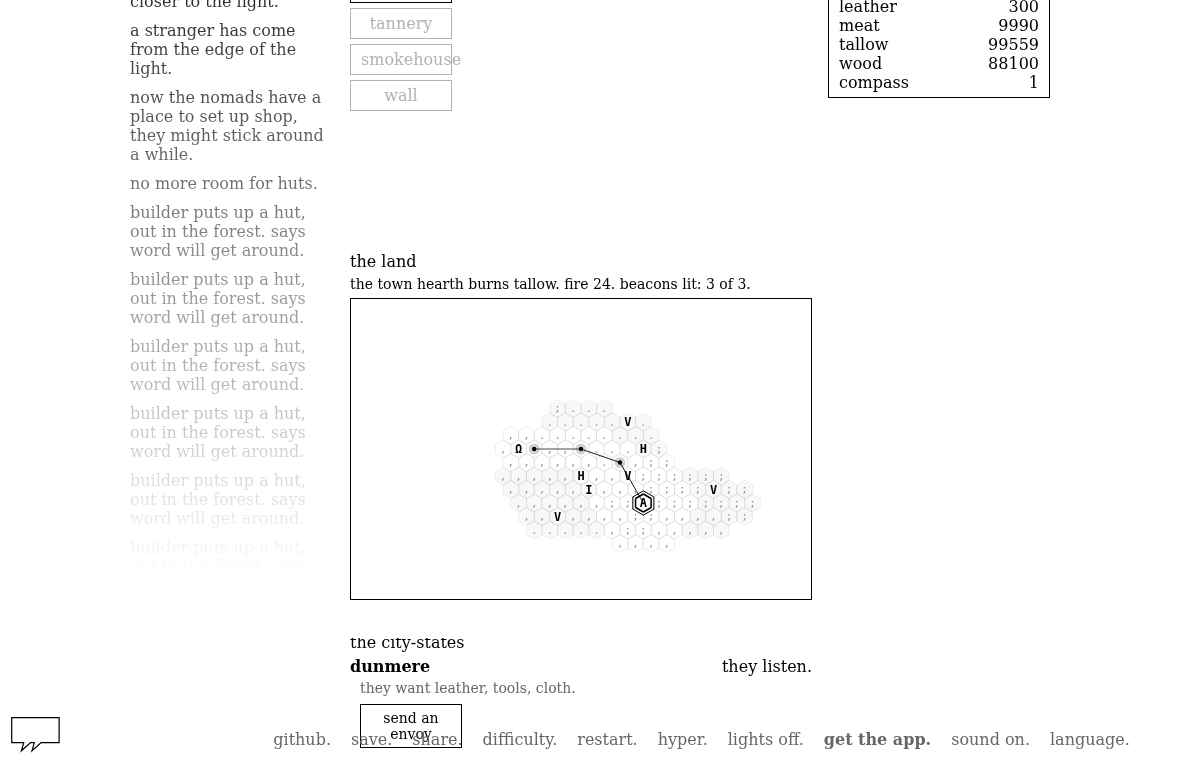 closer to the light.
a stranger has come
from the edge of the
light.
now the nomads have a
place to set up shop,
they might stick around
a while.
no more room for huts.
builder puts up a hut,
out in the forest. says
word will get around.
builder puts up a hut,
out in the forest. says
word will get around.
builder puts up a hut,
out in the forest. says
word will get around.
builder puts up a hut,
out in the forest. says
word will get around.
builder puts up a hut,
out in the forest. says
word will get around.
builder puts up a hut,
out in the forest. says
tannery
smokehouse
wall
leather 300
meat 9990
tallow 99559
wood 88100
compass 1
the land
the town hearth burns tallow. fire 24. beacons lit: 3 of 3.
V
Ω H
H V
I V
A
V
the city-states
dunmere they listen.
they want leather, tools, cloth.
send an
envoy
github. save. share. difficulty. restart. hyper. lights off. get the app. sound on. language.